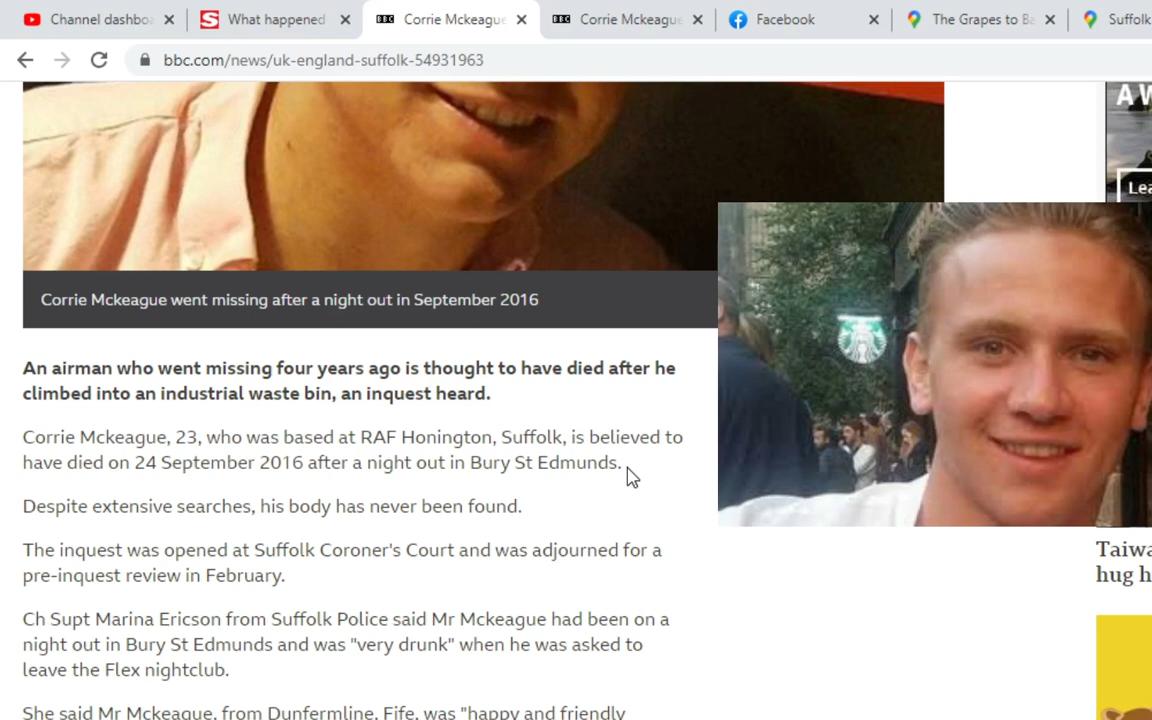 Channel dashboa
What happened
BBC Corrie Mckeague
BBC Corrie Mckeague
Facebook
The Grapes to Ba
Suffolk
bbc.com/news/uk-england-suffolk-54931963
A W
Lea
Corrie Mckeague went missing after a night out in September 2016
An airman who went missing four years ago is thought to have died after he
climbed into an industrial waste bin, an inquest heard.
Corrie Mckeague, 23, who was based at RAF Honington, Suffolk, is believed to
have died on 24 September 2016 after a night out in Bury St Edmunds.
Despite extensive searches, his body has never been found.
The inquest was opened at Suffolk Coroner's Court and was adjourned for a
pre-inquest review in February.
Ch Supt Marina Ericson from Suffolk Police said Mr Mckeague had been on a
night out in Bury St Edmunds and was "very drunk" when he was asked to
leave the Flex nightclub.
She said Mr Mckeague, from Dunfermline, Fife, was "happy and friendly
Taiwa
hug h